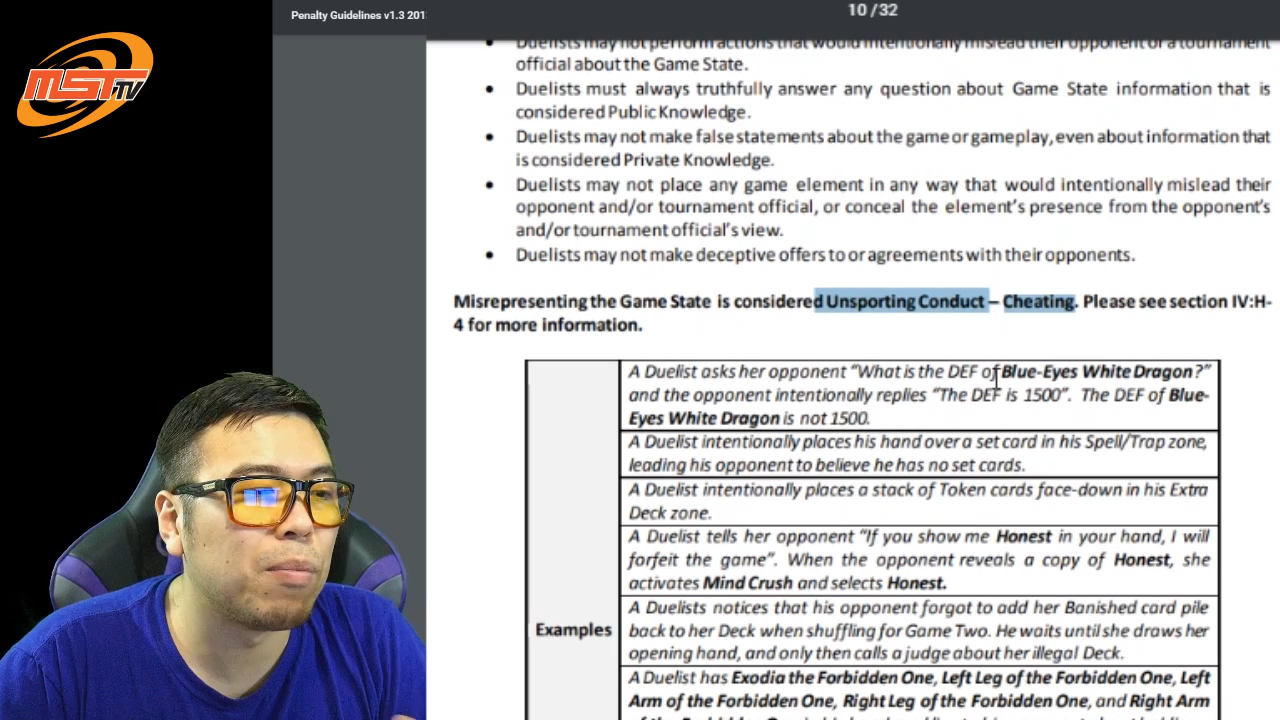 Penalty Guidelines v1.3 201
10 /32
MST TV
Duelists may not perform actions that would intentionally mislead their opponent or a tournament
official about the Game State.
Duelists must always truthfully answer any question about Game State information that is
considered Public Knowledge.
Duelists may not make false statements about the game or gameplay, even about information that
is considered Private Knowledge.
Duelists may not place any game element in any way that would intentionally mislead their
opponent and/or tournament official, or conceal the element's presence from the opponent's
and/or tournament official's view.
Duelists may not make deceptive offers to or agreements with their opponents.
Misrepresenting the Game State is considered Unsporting Conduct – Cheating. Please see section IV:H-
4 for more information.
A Duelist asks her opponent “What is the DEF of Blue-Eyes White Dragon?”
and the opponent intentionally replies “The DEF is 1500”. The DEF of Blue-
Eyes White Dragon is not 1500.
A Duelist intentionally places his hand over a set card in his Spell/Trap zone,
leading his opponent to believe he has no set cards.
A Duelist intentionally places a stack of Token cards face-down in his Extra
Deck zone.
A Duelist tells her opponent “If you show me Honest in your hand, I will
forfeit the game”. When the opponent reveals a copy of Honest, she
activates Mind Crush and selects Honest.
Examples
A Duelists notices that his opponent forgot to add her Banished card pile
back to her Deck when shuffling for Game Two. He waits until she draws her
opening hand, and only then calls a judge about her illegal Deck.
A Duelist has Exodia the Forbidden One, Left Leg of the Forbidden One, Left
Arm of the Forbidden One, Right Leg of the Forbidden One, and Right Arm